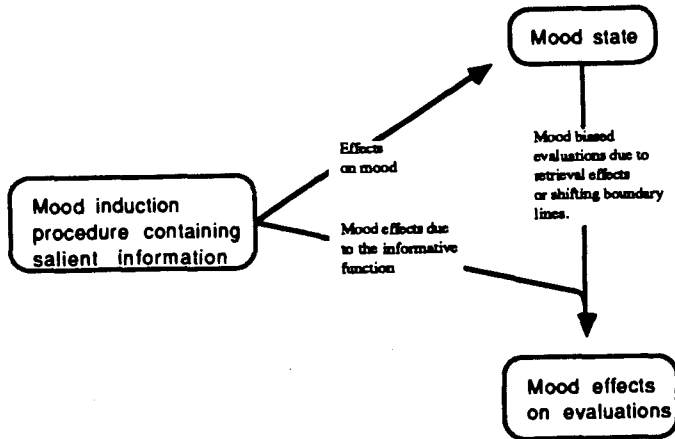 Mood state
Effects
on mood
Mood biased
evaluations due to
retrieval effects
or shifting boundary
lines.
Mood induction
procedure containing
salient information
Mood effects due
to the informative
function
Mood effects
on evaluations